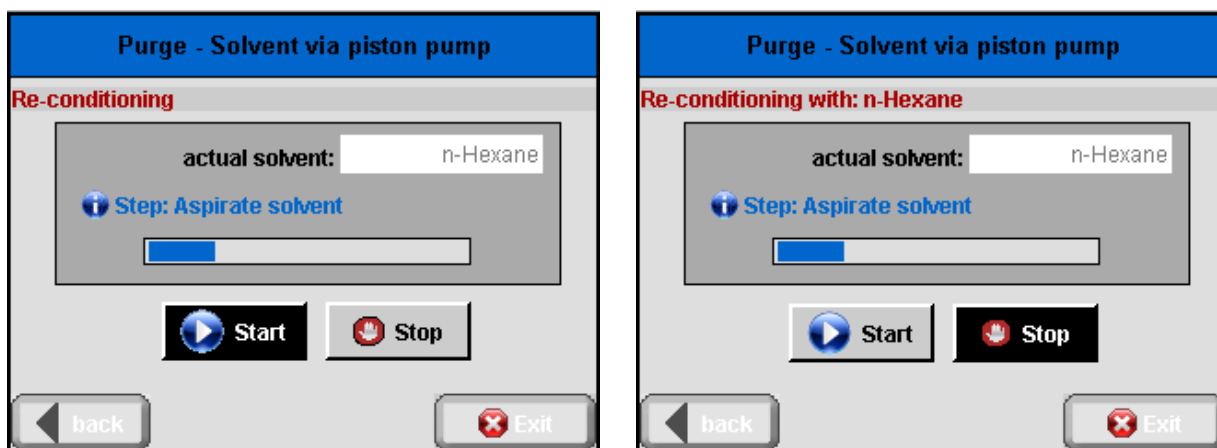 Purge - Solvent via piston pump
Re-conditioning
actual solvent: n-Hexane
Step: Aspirate solvent
Start Stop
back Exit
Purge - Solvent via piston pump
Re-conditioning with: n-Hexane
actual solvent: n-Hexane
Step: Aspirate solvent
Start Stop
back Exit